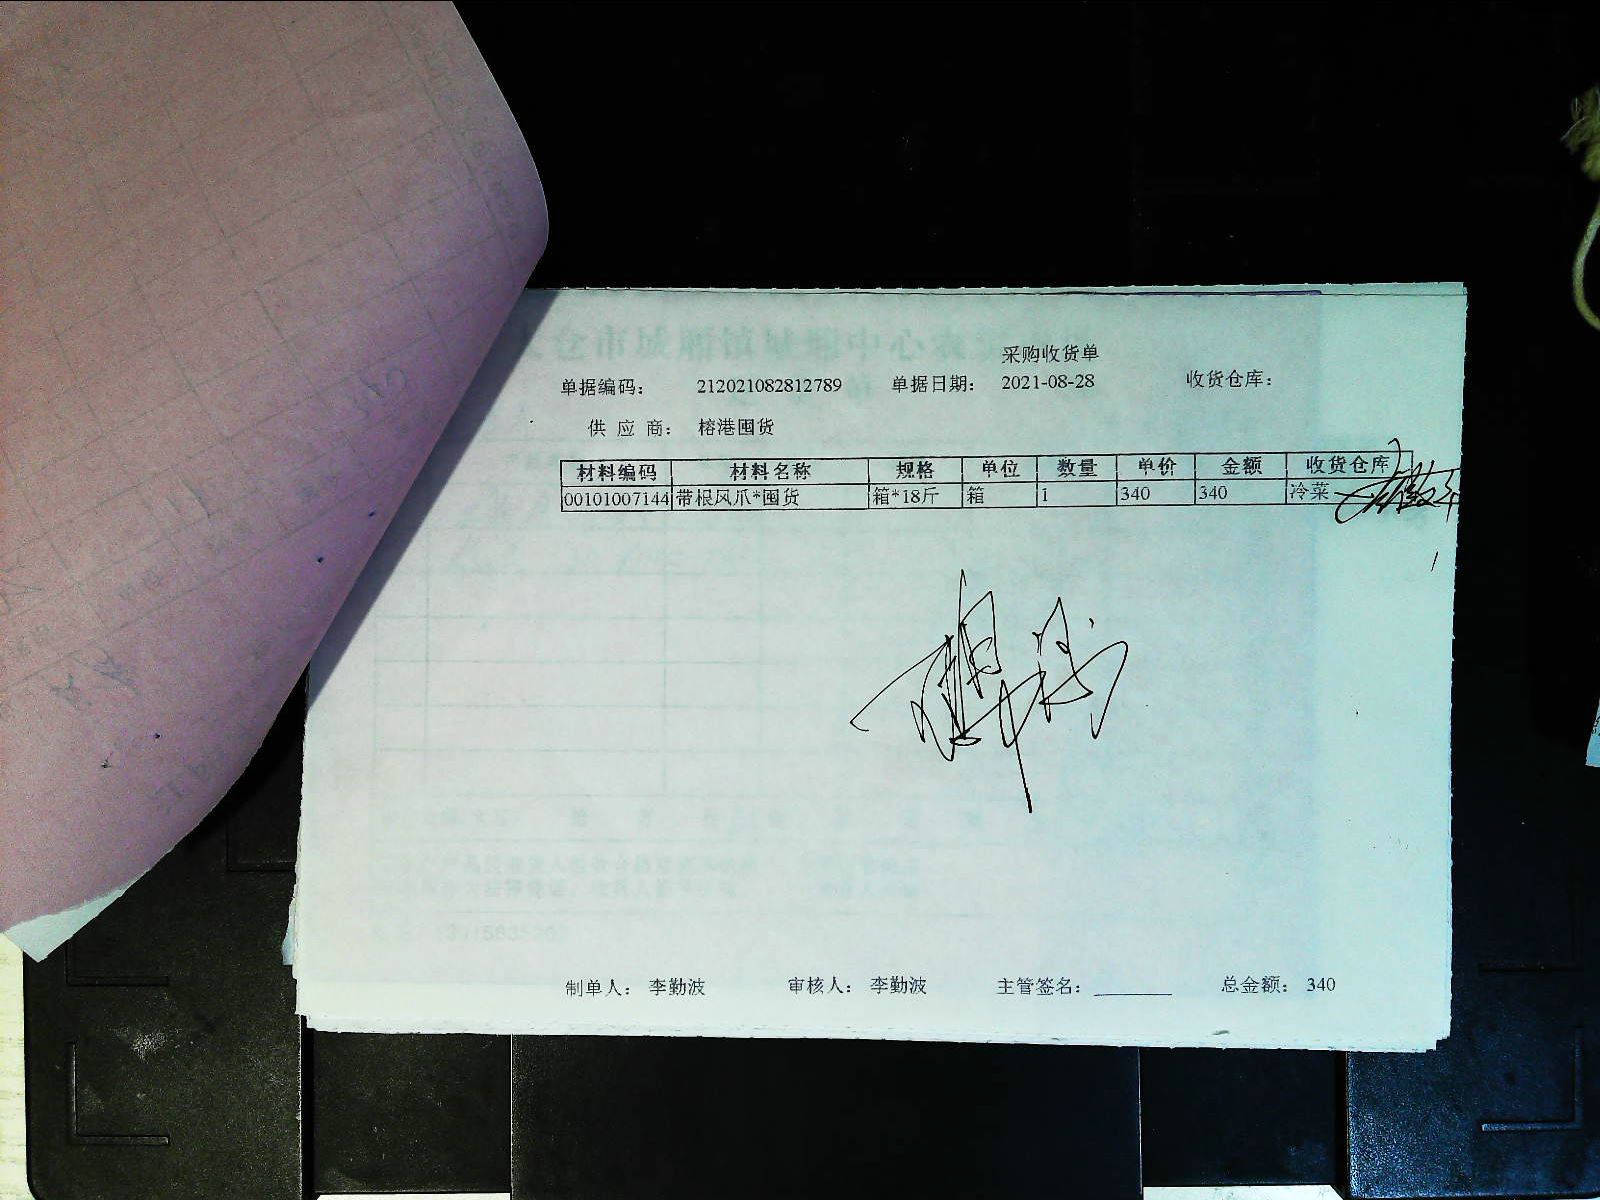 采购收货单
单据编码: 212021082812789 单据日期: 2021-08-28 收货仓库:
供 应 商: 榕港囤货
材料编码 材料名称 规格 单位 数量 单价 金额 收货仓库
00101007144 带根凤爪*囤货 箱*18斤 箱 1 340 340 冷菜
制单人: 李勤波 审核人: 李勤波 主管签名: ________ 总金额: 340